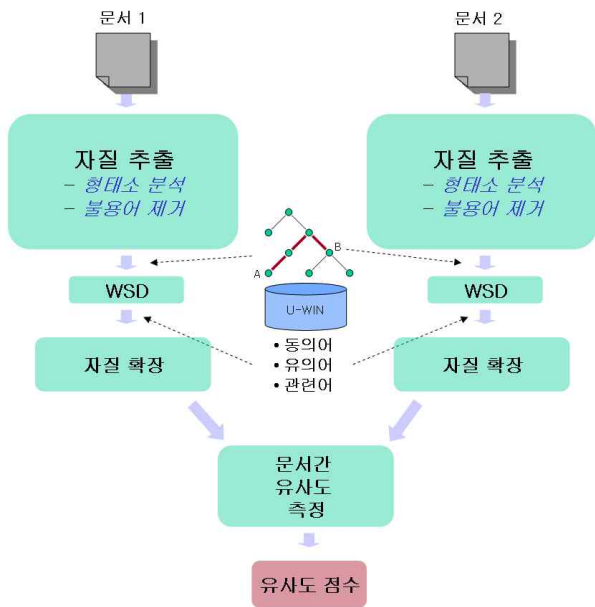 문서 1
문서 2
자질 추출
– 형태소 분석
– 불용어 제거
자질 추출
– 형태소 분석
– 불용어 제거
A
B
WSD
U-WIN
WSD
• 동의어
• 유의어
• 관련어
자질 확장
자질 확장
문서간
유사도
측정
유사도 점수